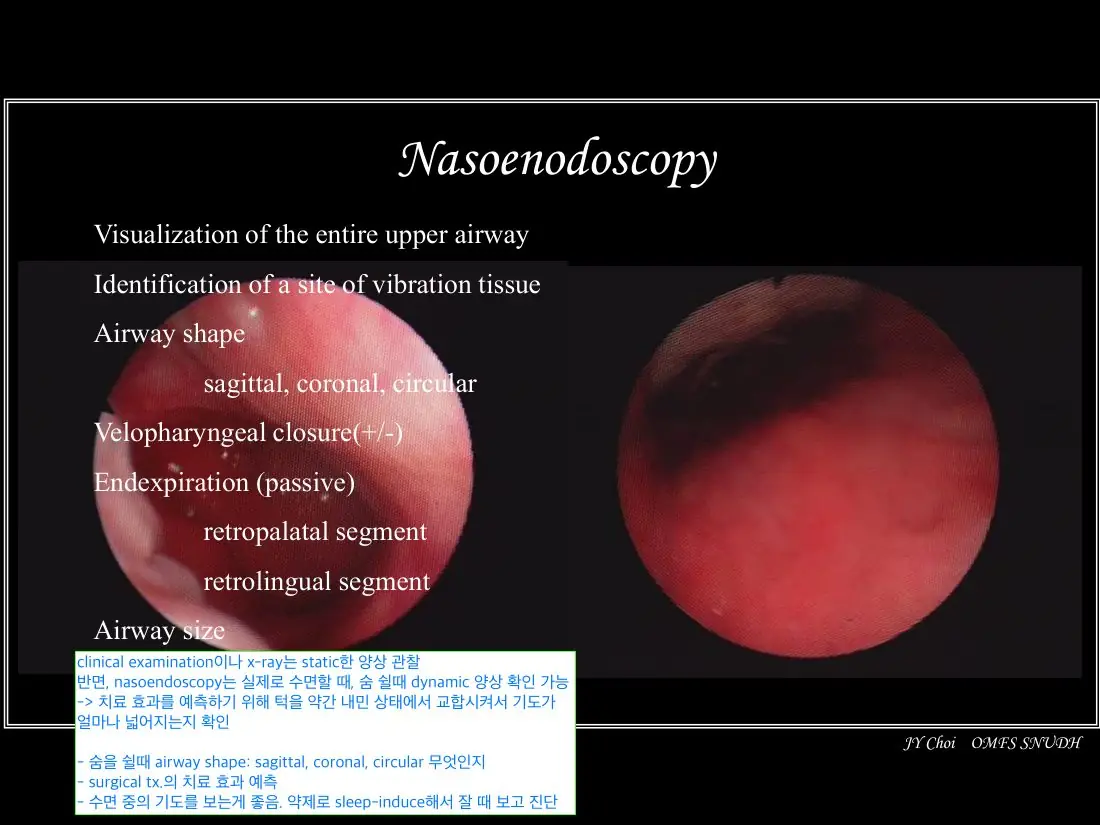 Nasoenodoscopy
Visualization of the entire upper airway
Identification of a site of vibration tissue
Airway shape
sagittal, coronal, circular
Velopharyngeal closure(+/-)
Endexpiration (passive)
retropalatal segment
retrolingual segment
Airway size
clinical examination이나 x-ray는 static한 양상 관찰
반면, nasoendoscopy는 실제로 수면할 때, 숨 쉴때 dynamic 양상 확인 가능
-> 치료 효과를 예측하기 위해 턱을 약간 내민 상태에서 교합시켜서 기도가
얼마나 넓어지는지 확인
- 숨을 쉴때 airway shape: sagittal, coronal, circular 무엇인지
- surgical tx.의 치료 효과 예측
- 수면 중의 기도를 보는게 좋음. 약제로 sleep-induce해서 잘 때 보고 진단
JY Choi OMFS SNUDH